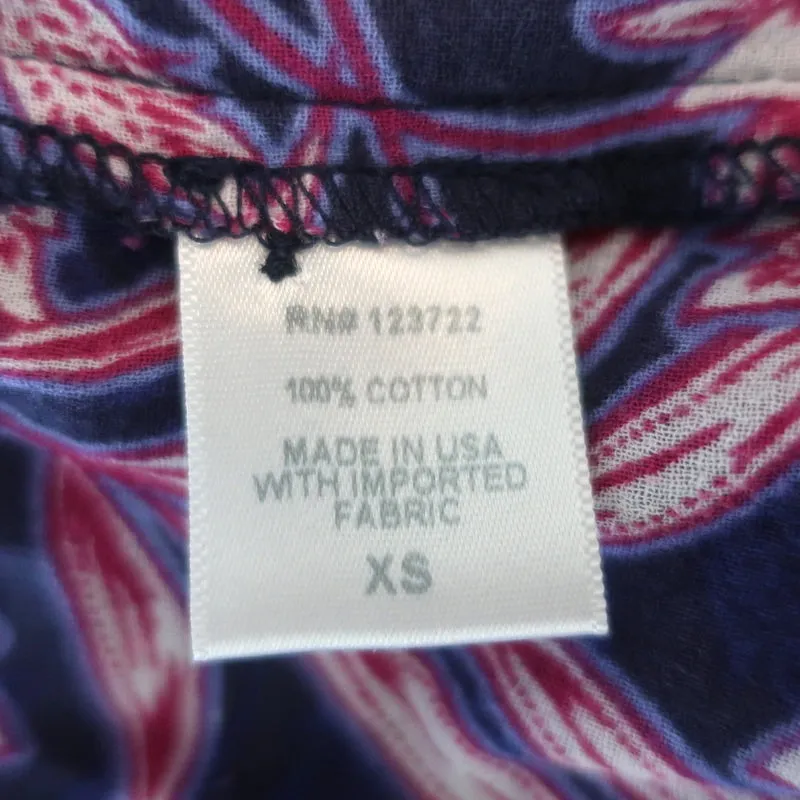 RN# 123722
100% COTTON
MADE IN USA
WITH IMPORTED
FABRIC
XS